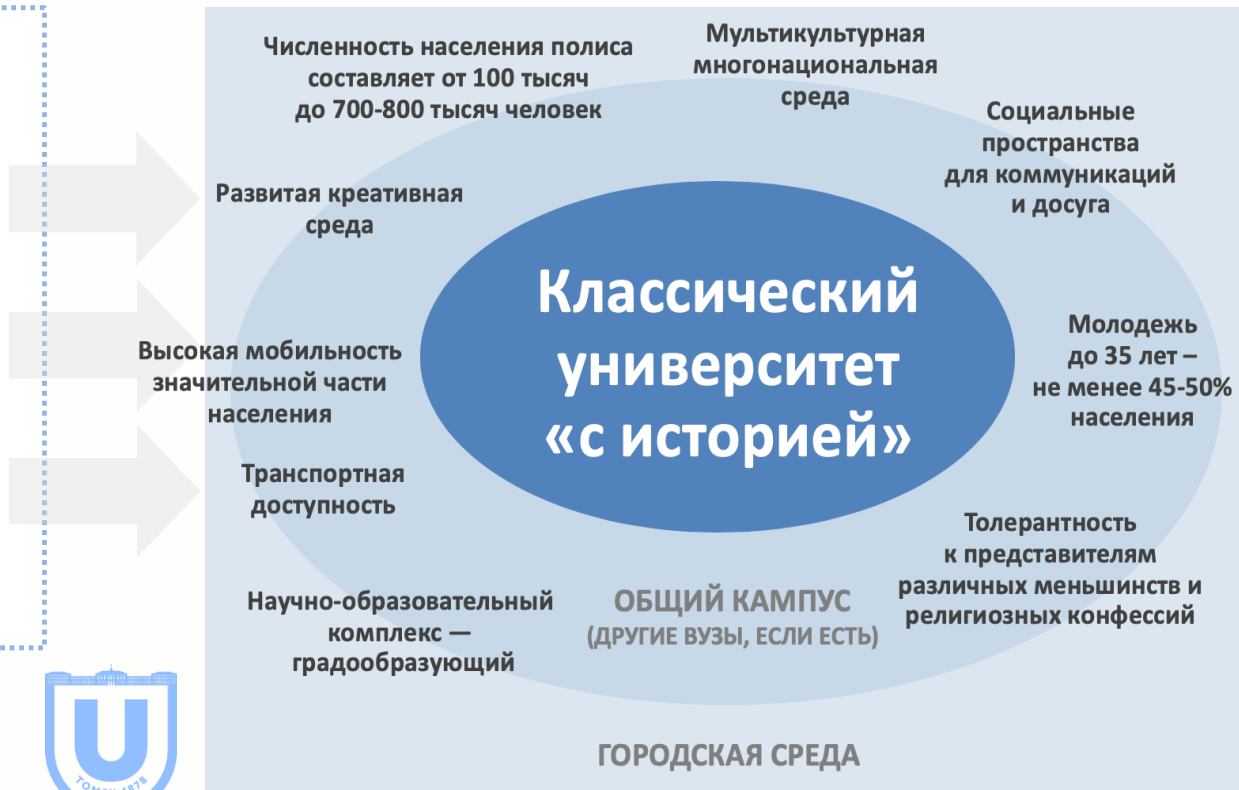 Численность населения полиса
составляет от 100 тысяч
до 700-800 тысяч человек
Мультикультурная
многонациональная
среда
Социальные
пространства
для коммуникаций
и досуга
Развитая креативная
среда
Классический
университет
«с историей»
Высокая мобильность
значительной части
населения
Молодежь
до 35 лет –
не менее 45-50%
населения
Транспортная
доступность
Толерантность
к представителям
различных меньшинств и
религиозных конфессий
Научно-образовательный
комплекс —
градообразующий
ОБЩИЙ КАМПУС
(ДРУГИЕ ВУЗЫ, ЕСЛИ ЕСТЬ)
ГОРОДСКАЯ СРЕДА
U
ТОМСК 1878